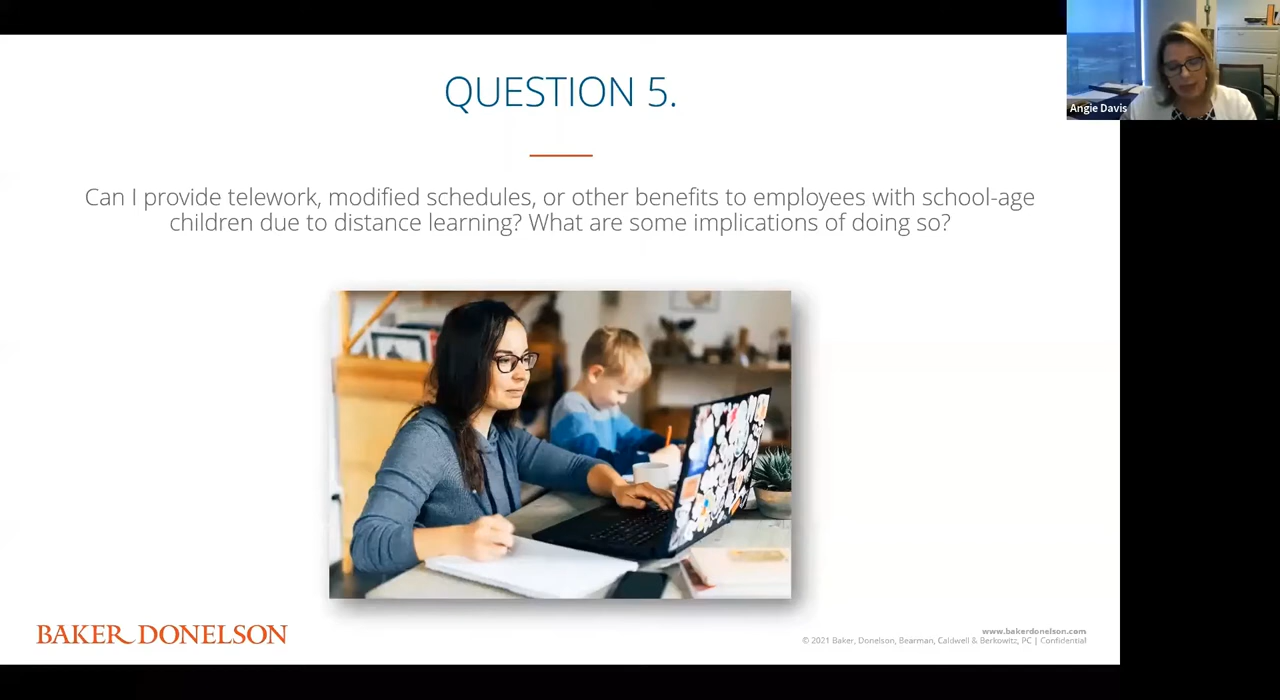 QUESTION 5.
Angie Davis
Can I provide telework, modified schedules, or other benefits to employees with school-age
children due to distance learning? What are some implications of doing so?
BAKER DONELSON
www.bakerdonelson.com
© 2021 Baker, Donelson, Bearman, Caldwell & Berkowitz, PC | Confidential